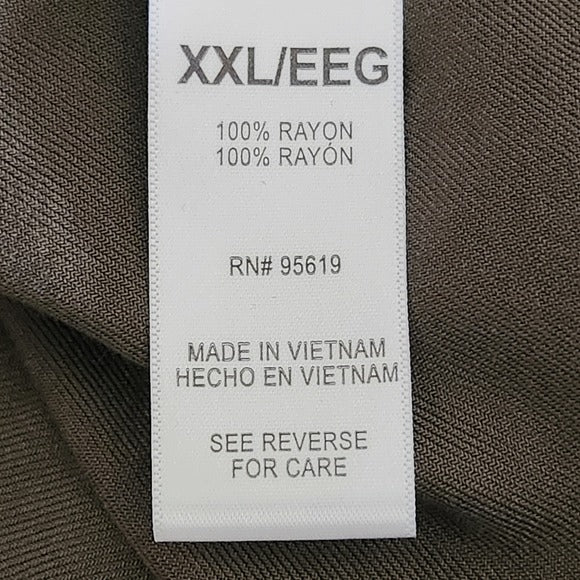 XXL/EEG
100% RAYON
100% RAYÓN
RN# 95619
MADE IN VIETNAM
HECHO EN VIETNAM
SEE REVERSE
FOR CARE